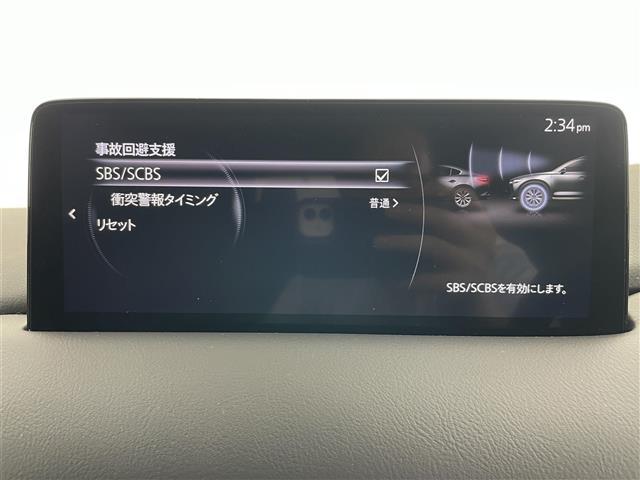 2:34pm
事故回避支援
SBS/SCBS
衝突警報タイミング 普通
リセット
SBS/SCBSを有効にします。